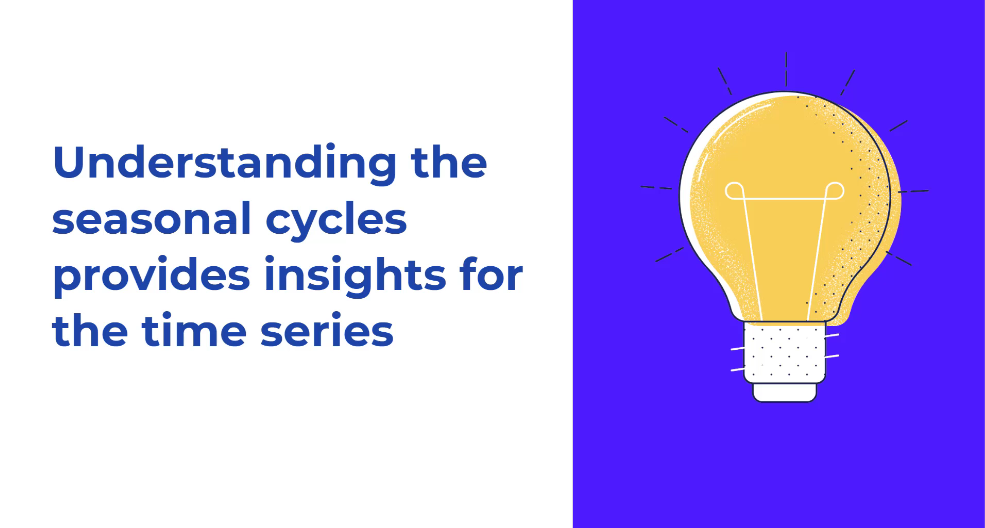 Understanding the
seasonal cycles
provides insights for
the time series